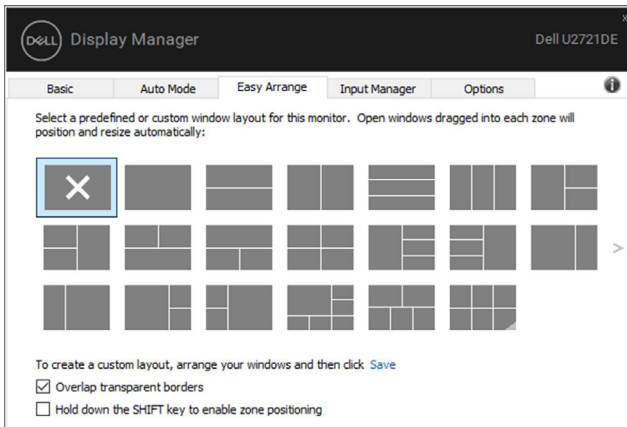 DELL Display Manager Dell U2721DE
Basic Auto Mode Easy Arrange Input Manager Options
Select a predefined or custom window layout for this monitor. Open windows dragged into each zone will
position and resize automatically:
To create a custom layout, arrange your windows and then click Save
Overlap transparent borders
Hold down the SHIFT key to enable zone positioning